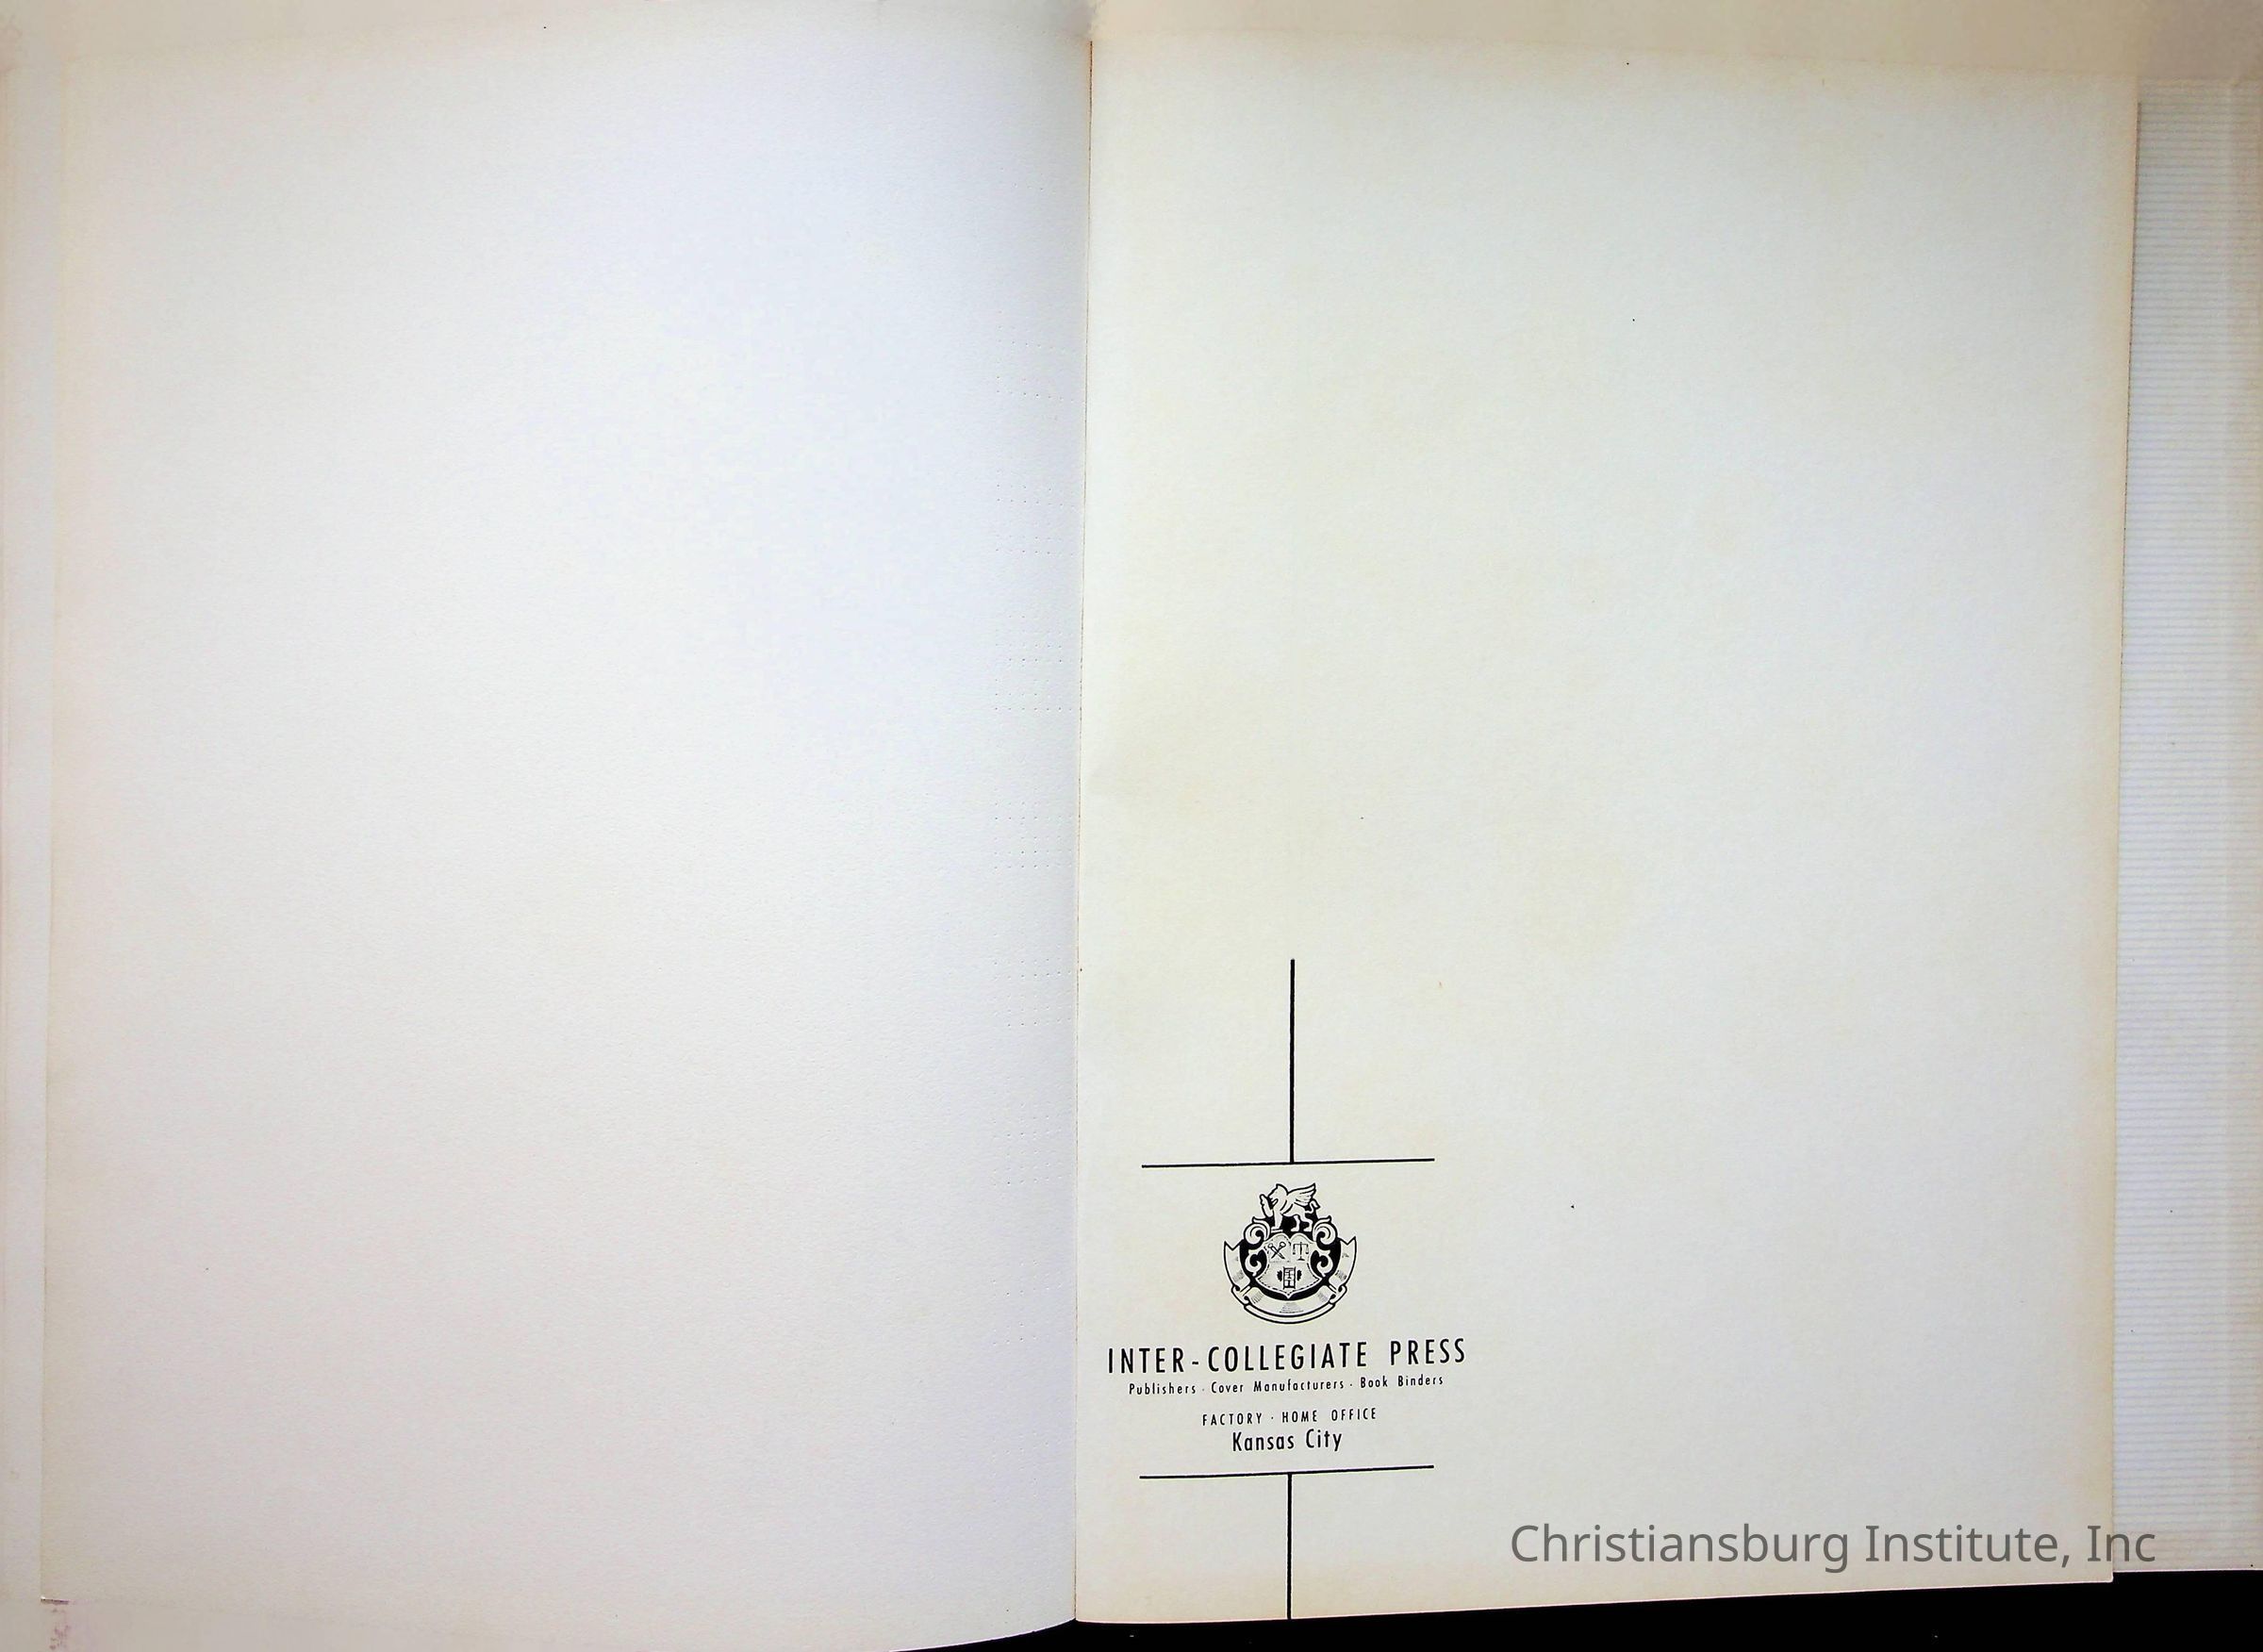 INTER-COLLEGIATE PRESS
Publishers · Cover Manufacturers · Book Binders
FACTORY · HOME OFFICE
Kansas City
Christiansburg Institute, Inc